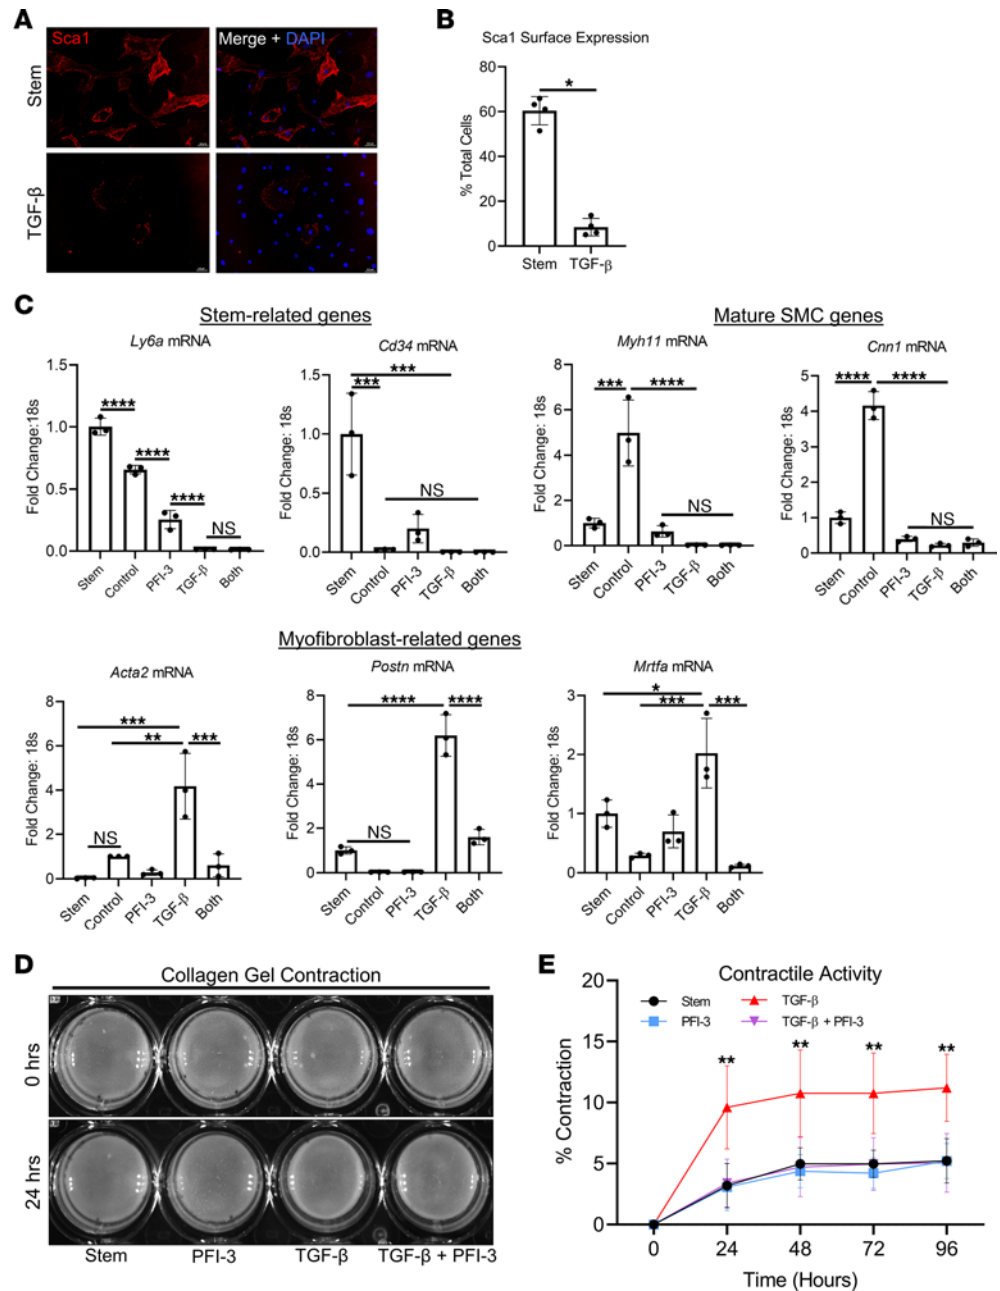 A
Sca1
Merge + DAPI
Stem
TGF-β
B
Sca1 Surface Expression
% Total Cells
80
60
40
20
0
*
Stem
TGF-β
C
Stem-related genes
Mature SMC genes
Ly6a mRNA
Fold Change:18s
1.5
1.0
0.5
0.0
****
****
****
NS
Stem
Control
PFI-3
TGF-β
Both
Cd34 mRNA
Fold Change: 18s
1.5
1.0
0.5
0.0
***
***
NS
Stem
Control
PFI-3
TGF-β
Both
Myh11 mRNA
Fold Change: 18s
8
6
4
2
0
***
****
NS
Stem
Control
PFI-3
TGF-β
Both
Cnn1 mRNA
Fold Change: 18s
5
4
3
2
1
0
****
****
NS
Stem
Control
PFI-3
TGF-β
Both
Myofibroblast-related genes
Acta2 mRNA
Fold Change: 18s
8
6
4
2
0
***
**
***
NS
Stem
Control
PFI-3
TGF-β
Both
Postn mRNA
Fold Change: 18s
8
6
4
2
0
****
****
NS
Stem
Control
PFI-3
TGF-β
Both
Mrtfa mRNA
Fold Change: 18s
3
2
1
0
*
***
***
Stem
Control
PFI-3
TGF-β
Both
D
Collagen Gel Contraction
0 hrs
24 hrs
Stem
PFI-3
TGF-β
TGF-β + PFI-3
E
Contractile Activity
% Contraction
20
15
10
5
0
Stem
TGF-β
PFI-3
TGF-β + PFI-3
**
**
**
**
0
24
48
72
96
Time (Hours)